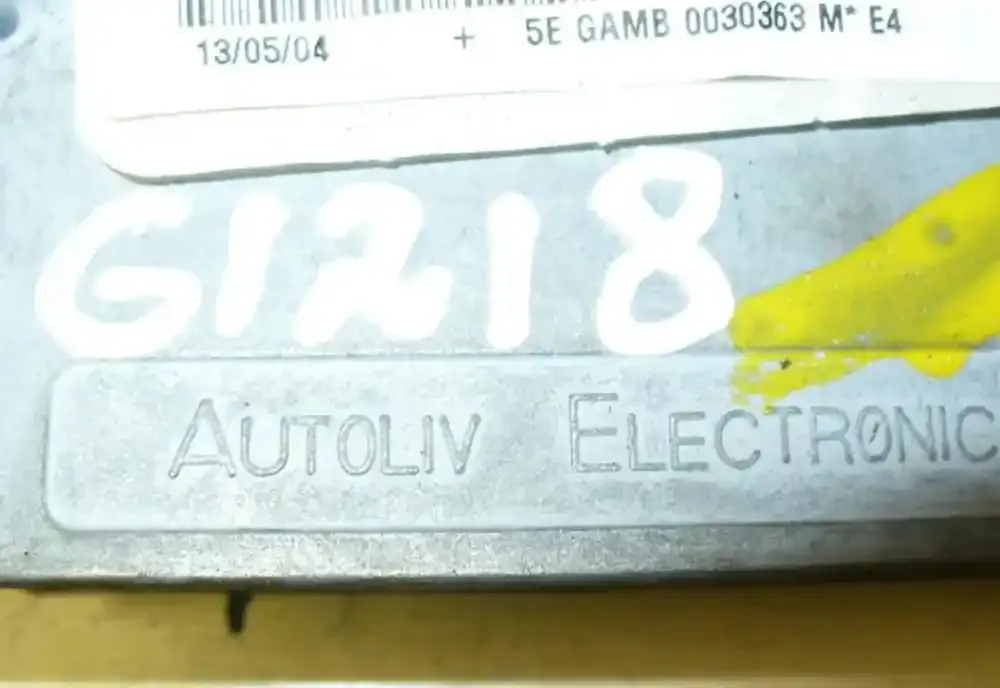 13/05/04 + 5E GAMB 0030363 M* E4
G1218
AUTOLIV ELECTRONIC